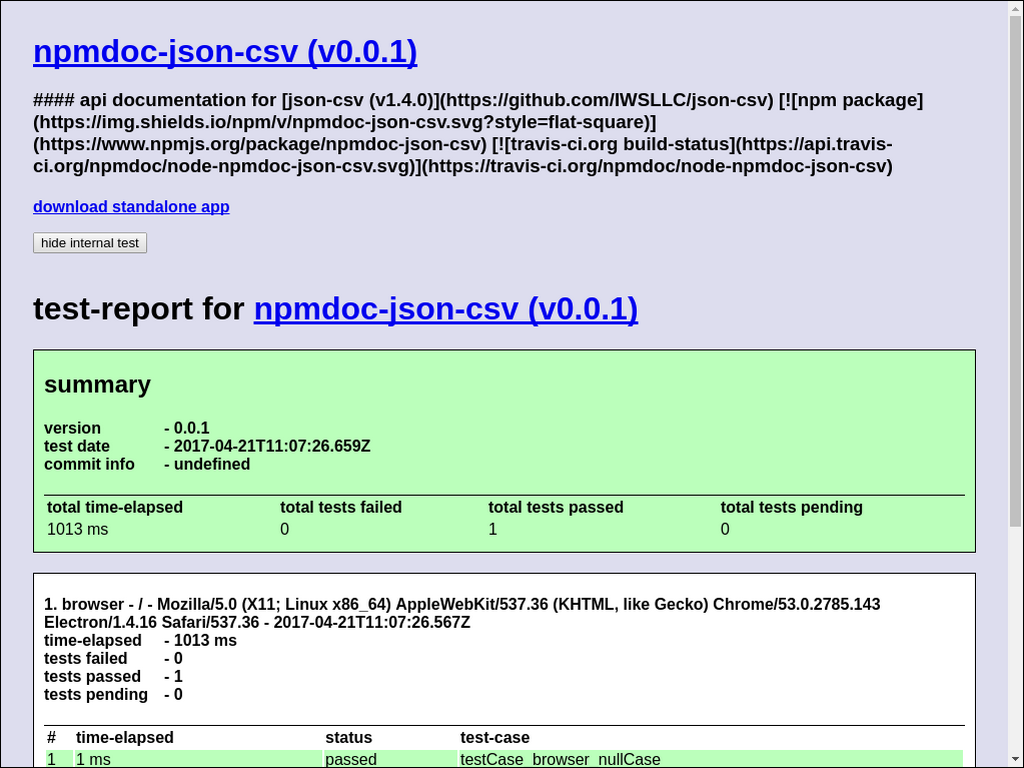 npmdoc-json-csv (v0.0.1)
#### api documentation for [json-csv (v1.4.0)](https://github.com/IWSLLC/json-csv) [![npm package]
(https://img.shields.io/npm/v/npmdoc-json-csv.svg?style=flat-square)]
(https://www.npmjs.org/package/npmdoc-json-csv) [![travis-ci.org build-status](https://api.travis-
ci.org/npmdoc/node-npmdoc-json-csv.svg)](https://travis-ci.org/npmdoc/node-npmdoc-json-csv)
download standalone app
hide internal test
test-report for npmdoc-json-csv (v0.0.1)
summary
version - 0.0.1
test date - 2017-04-21T11:07:26.659Z
commit info - undefined
total time-elapsed total tests failed total tests passed total tests pending
1013 ms 0 1 0
1. browser - / - Mozilla/5.0 (X11; Linux x86_64) AppleWebKit/537.36 (KHTML, like Gecko) Chrome/53.0.2785.143
Electron/1.4.16 Safari/537.36 - 2017-04-21T11:07:26.567Z
time-elapsed - 1013 ms
tests failed - 0
tests passed - 1
tests pending - 0
# time-elapsed status test-case
1 1 ms passed testCase_browser_nullCase